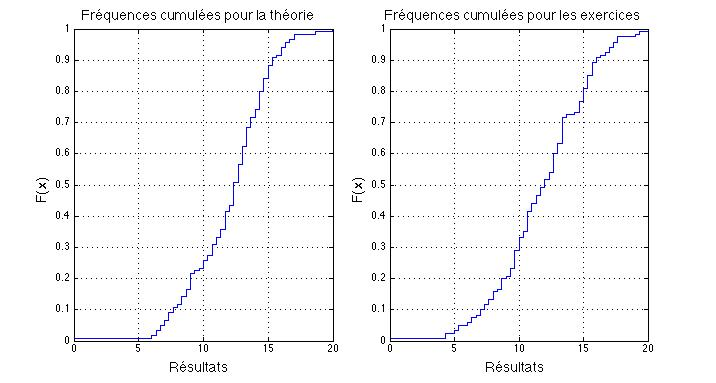 Fréquences cumulées pour la théorie
1
0.9
0.8
0.7
0.6
0.5
0.4
0.3
0.2
0.1
0
F(x)
0 5 10 15 20
Résultats
Fréquences cumulées pour les exercices
1
0.9
0.8
0.7
0.6
0.5
0.4
0.3
0.2
0.1
0
F(x)
0 5 10 15 20
Résultats